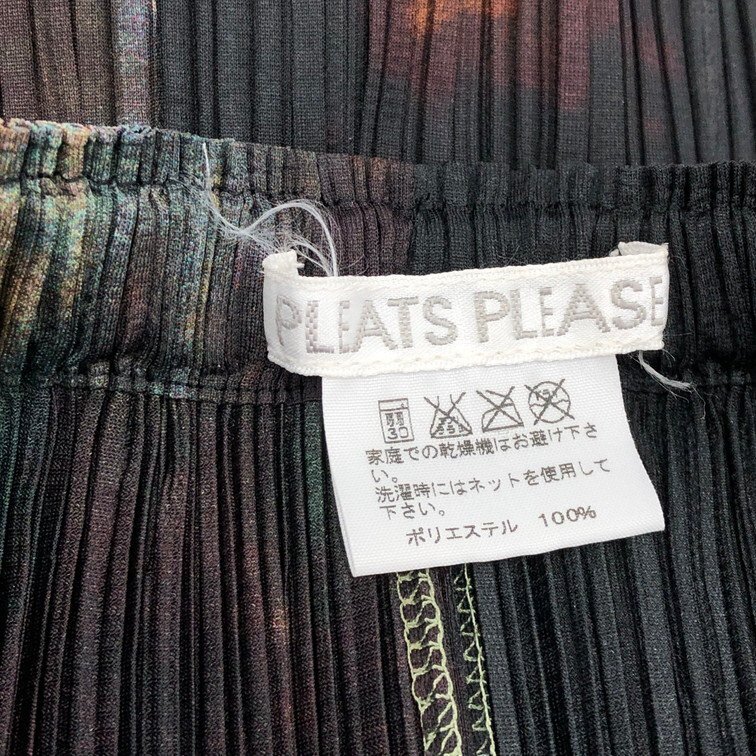 PLEATS PLEASE
弱 30
家庭での乾燥機はお避け下さ
い。
洗濯時にはネットを使用して
下さい。
ポリエステル 100%